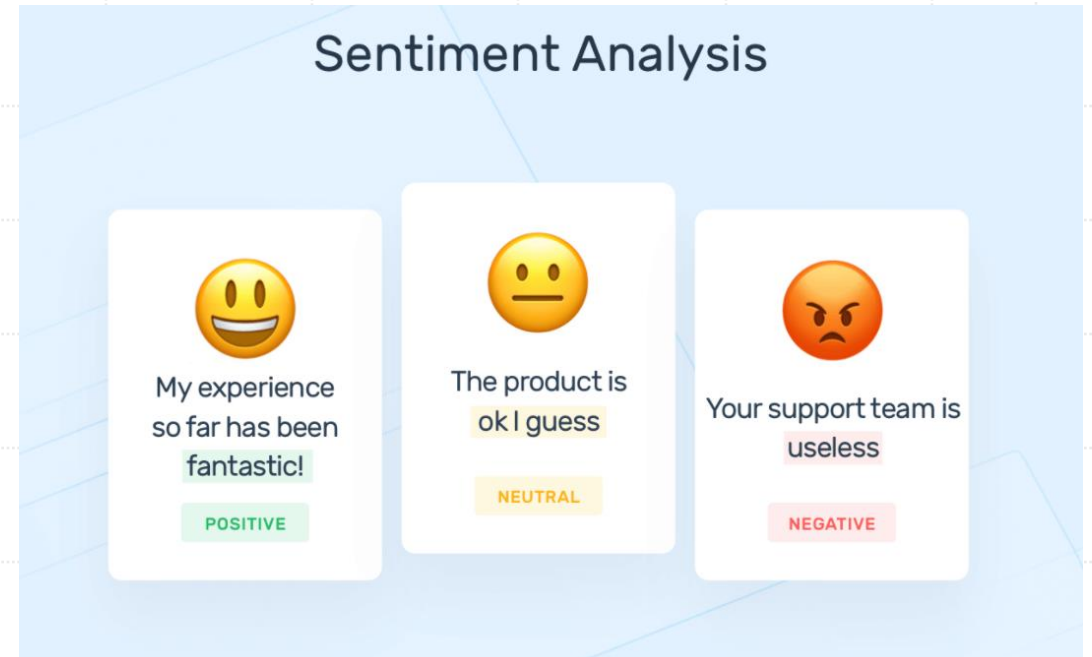 Sentiment Analysis
My experience
so far has been
fantastic!
POSITIVE
The product is
ok I guess
NEUTRAL
Your support team is
useless
NEGATIVE